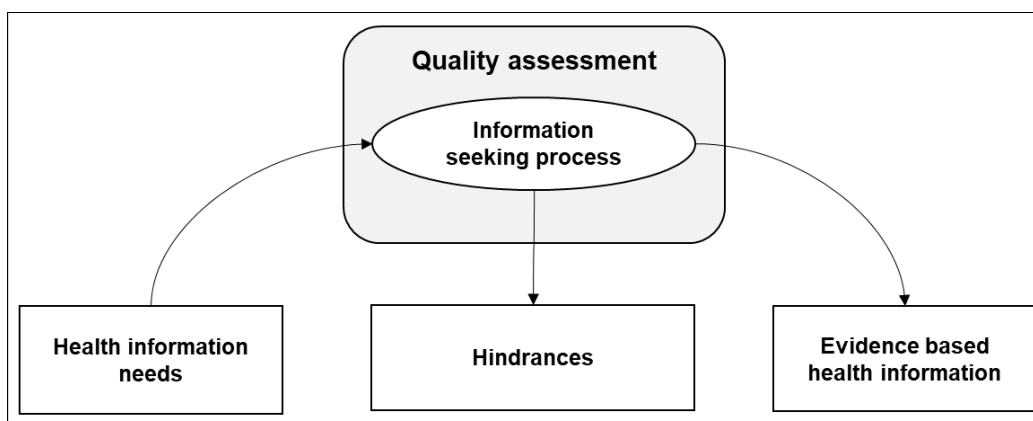 Quality assessment
Information
seeking process
Health information
needs
Hindrances
Evidence based
health information